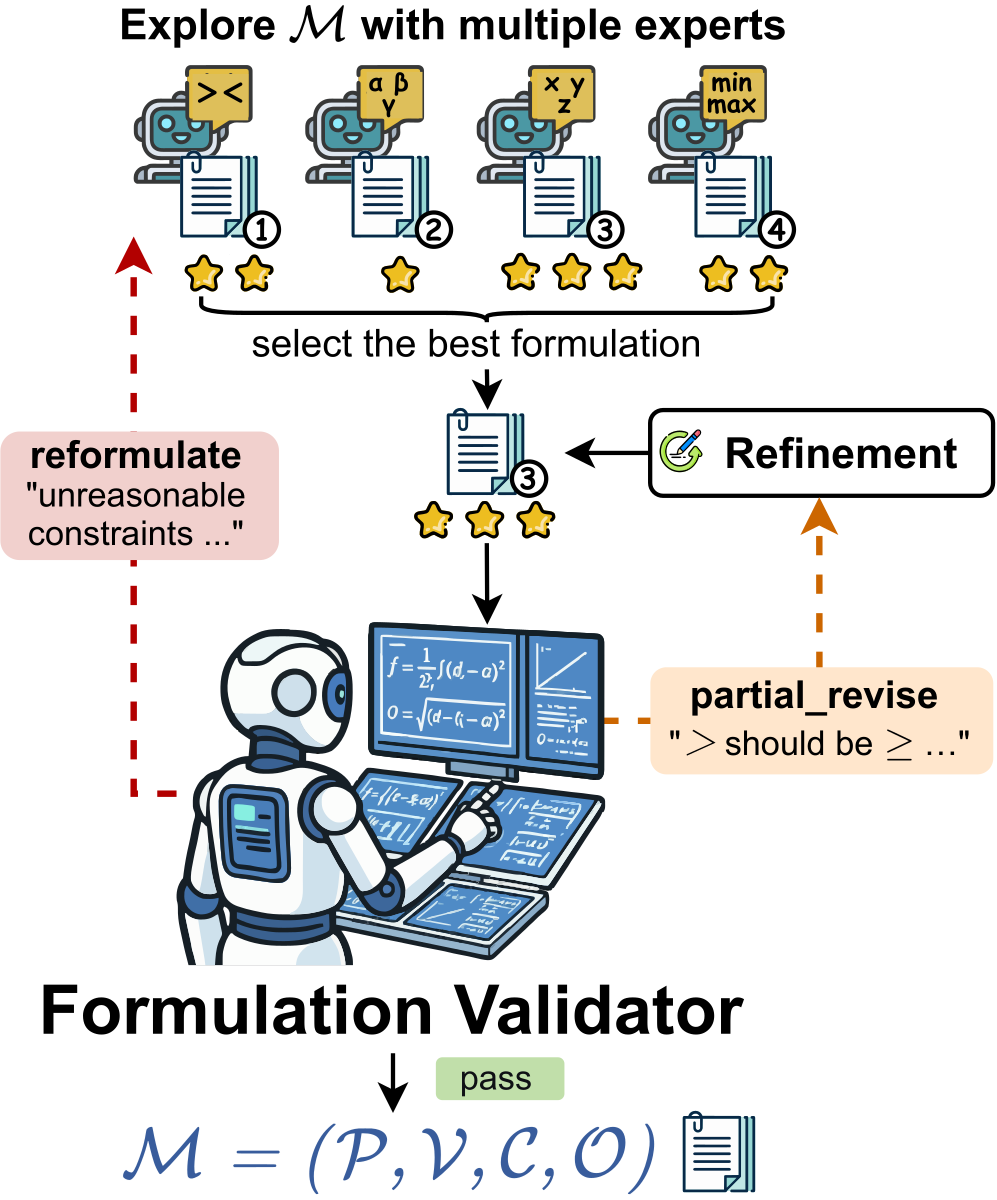 Explore ℳ with multiple experts
> <
α β
γ
x y
z
min
max
①
②
③
④
select the best formulation
③
Refinement
reformulate
"unreasonable
constraints ..."
partial_revise
" > should be ≥ ..."
Formulation Validator
pass
ℳ = (𝒫, 𝒱, 𝒞, 𝒪)